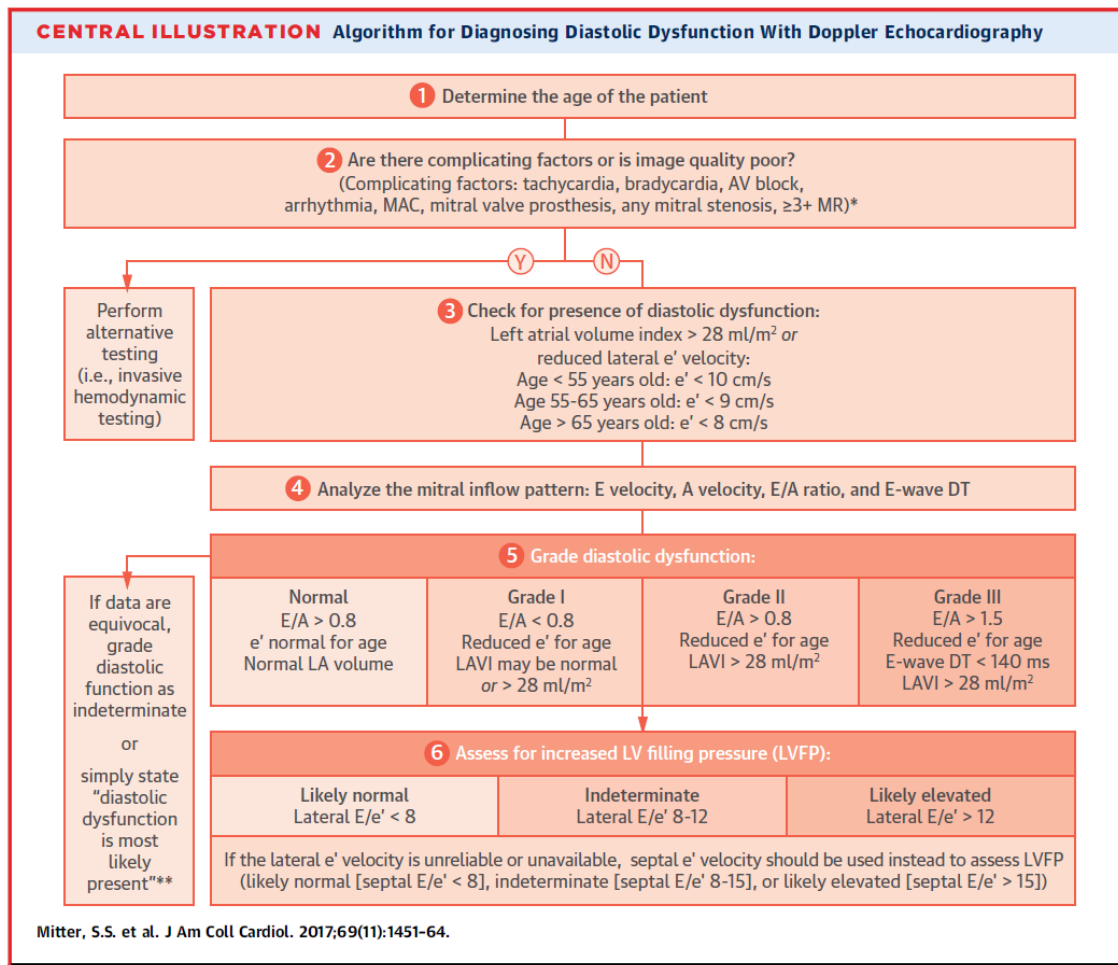 CENTRAL ILLUSTRATION Algorithm for Diagnosing Diastolic Dysfunction With Doppler Echocardiography
1 Determine the age of the patient
2 Are there complicating factors or is image quality poor?
(Complicating factors: tachycardia, bradycardia, AV block,
arrhythmia, MAC, mitral valve prosthesis, any mitral stenosis, ≥3+ MR)*
Y
N
Perform
alternative
testing
(i.e., invasive
hemodynamic
testing)
3 Check for presence of diastolic dysfunction:
Left atrial volume index > 28 ml/m² or
reduced lateral e' velocity:
Age < 55 years old: e' < 10 cm/s
Age 55-65 years old: e' < 9 cm/s
Age > 65 years old: e' < 8 cm/s
4 Analyze the mitral inflow pattern: E velocity, A velocity, E/A ratio, and E-wave DT
5 Grade diastolic dysfunction:
Normal
E/A > 0.8
e' normal for age
Normal LA volume
Grade I
E/A < 0.8
Reduced e' for age
LAVI may be normal
or > 28 ml/m²
Grade II
E/A > 0.8
Reduced e' for age
LAVI > 28 ml/m²
Grade III
E/A > 1.5
Reduced e' for age
E-wave DT < 140 ms
LAVI > 28 ml/m²
If data are
equivocal,
grade
diastolic
function as
indeterminate
or
simply state
"diastolic
dysfunction
is most
likely
present"**
6 Assess for increased LV filling pressure (LVFP):
Likely normal
Lateral E/e' < 8
Indeterminate
Lateral E/e' 8-12
Likely elevated
Lateral E/e' > 12
If the lateral e' velocity is unreliable or unavailable, septal e' velocity should be used instead to assess LVFP
(likely normal [septal E/e' < 8], indeterminate [septal E/e' 8-15], or likely elevated [septal E/e' > 15])
Mitter, S.S. et al. J Am Coll Cardiol. 2017;69(11):1451–64.